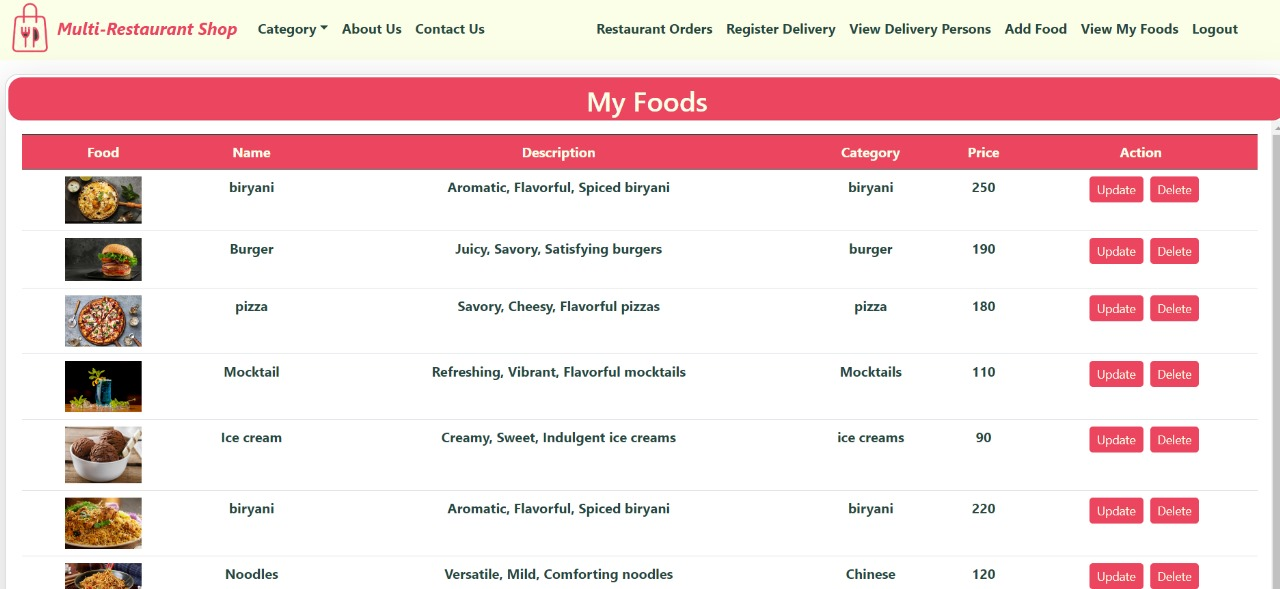 Multi-Restaurant Shop Category About Us Contact Us Restaurant Orders Register Delivery View Delivery Persons Add Food View My Foods Logout
My Foods
Food Name Description Category Price Action
biryani Aromatic, Flavorful, Spiced biryani biryani 250 Update Delete
Burger Juicy, Savory, Satisfying burgers burger 190 Update Delete
pizza Savory, Cheesy, Flavorful pizzas pizza 180 Update Delete
Mocktail Refreshing, Vibrant, Flavorful mocktails Mocktails 110 Update Delete
Ice cream Creamy, Sweet, Indulgent ice creams ice creams 90 Update Delete
biryani Aromatic, Flavorful, Spiced biryani biryani 220 Update Delete
Noodles Versatile, Mild, Comforting noodles Chinese 120 Update Delete